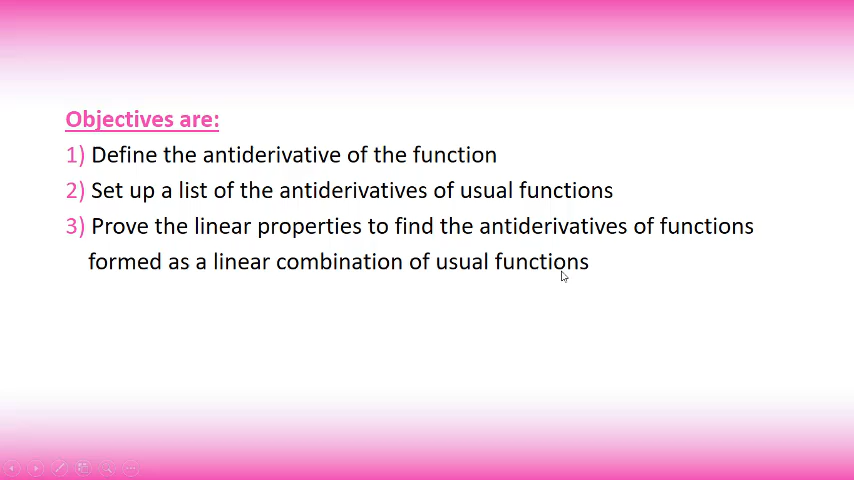 Objectives are:
1) Define the antiderivative of the function
2) Set up a list of the antiderivatives of usual functions
3) Prove the linear properties to find the antiderivatives of functions
formed as a linear combination of usual functions